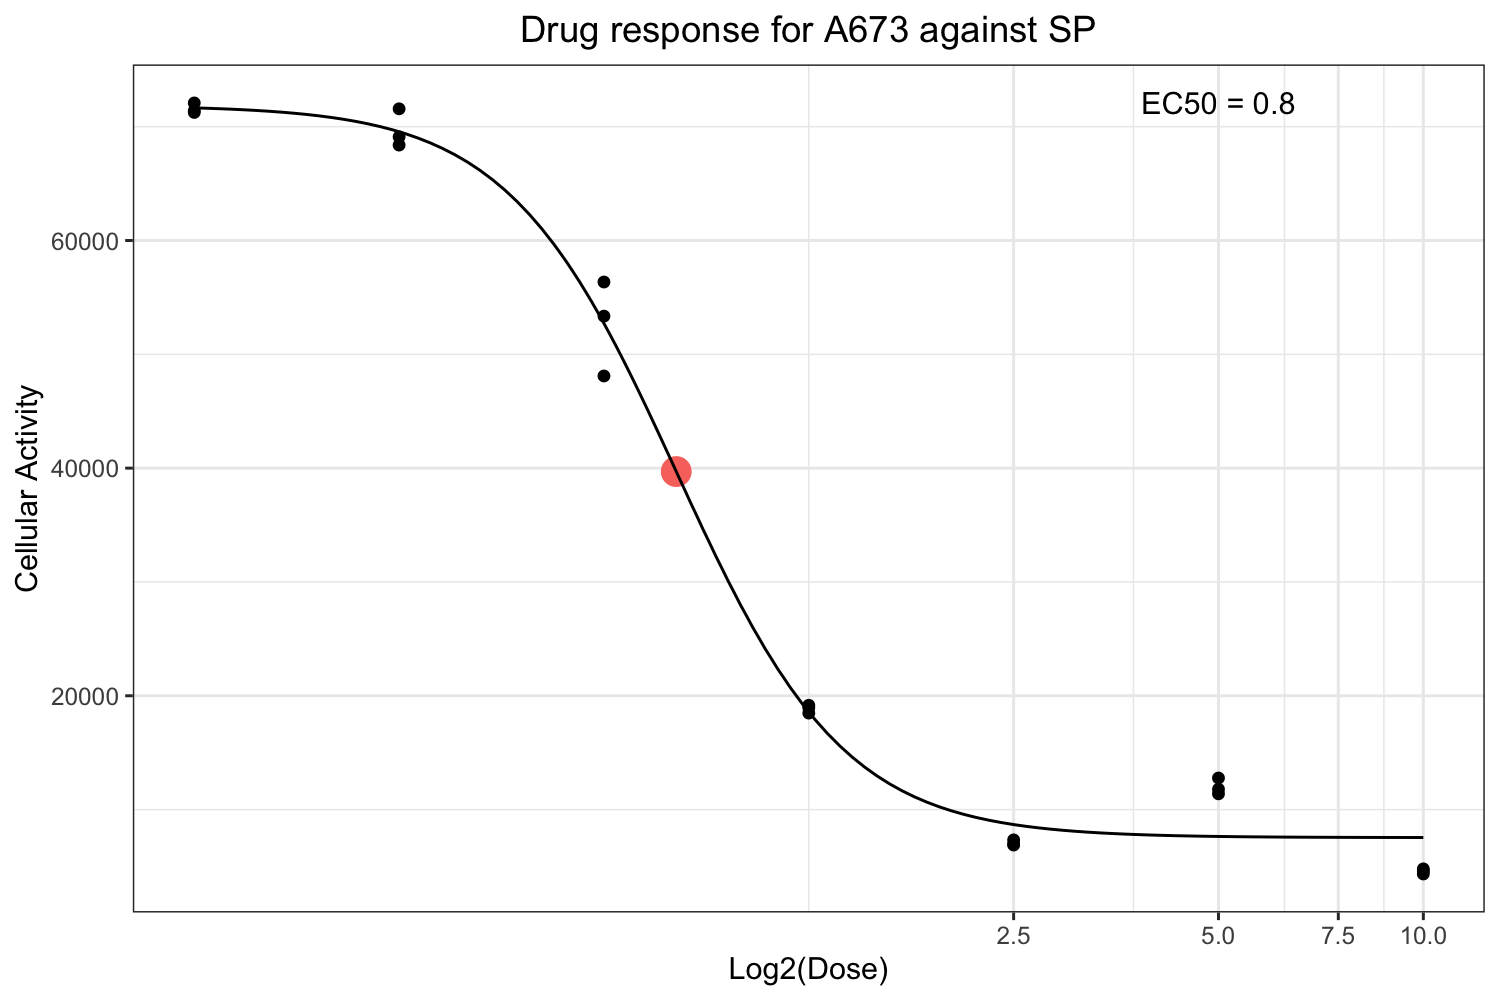 Drug response for A673 against SP
EC50 = 0.8
60000
40000
20000
Cellular Activity
2.5 5.0 7.5 10.0
Log2(Dose)